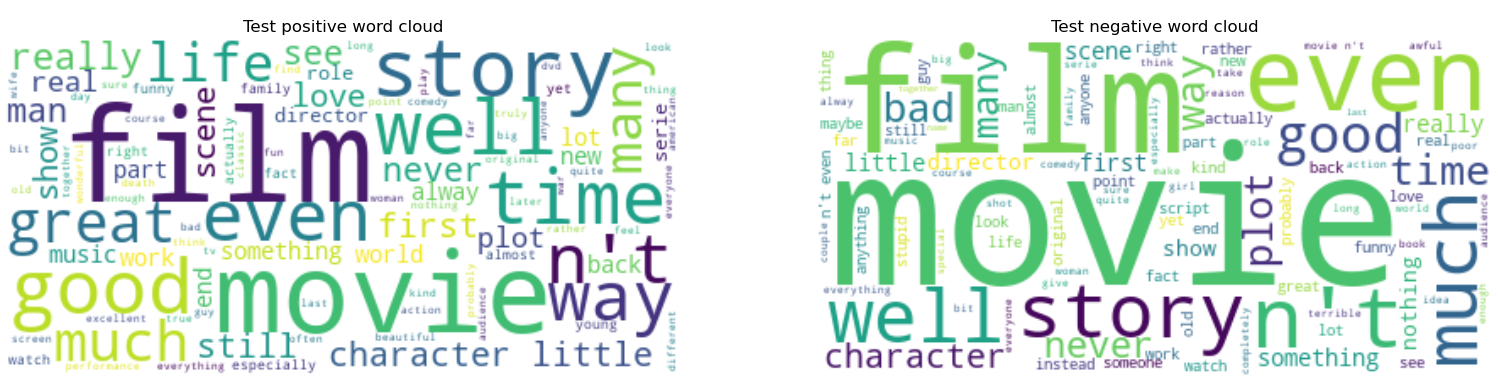 Test positive word cloud
really
life
see
long
story
many
look
wife
real
day
sure
funny
find
role
family
love
point
comedy
play
dvd
yet
thing
man
course
film
scene
director
well
far
truly
big
anyone
lot
new
serie
american
bit
show
together
wonderful
right
part
death
actually
classic
fun
fact
never
original
quite
old
enough
woman
alway
nothing
time
later
war
everyone
great
even
bad
first
plot
rather
feel
music
work
think
tv
something
world
almost
n't
back
good
end
movie
last
kind
action
probably
audience
way
excellent
true
guy
young
screen
much
still
often
beautiful
character
little
different
watch
performance
everything
especially
Test negative word cloud
thing
film
big
guy
together
scene
serie
right
think
rather
new
take
reason
movie n't
awful
even
alway
bad
many
man
almost
family
anyone
way
actually
last
maybe
still
music
name
especially
part
role
good
really
far
little
director
comedy
first
kind
real
poor
course
make
back
action
time
couple n't even
movie
point
girl
sure
quite
plot
probably
long
love
world
anything
stupid
special
shot
look
life
original
script
yet
end
show
funny
book
audience
much
everything
woman
give
fact
great
nothing
idea
enough
well
bit
story
everyone
old
n't
terrible
lot
character
never
work
instead
someone
watch
completely
something
see